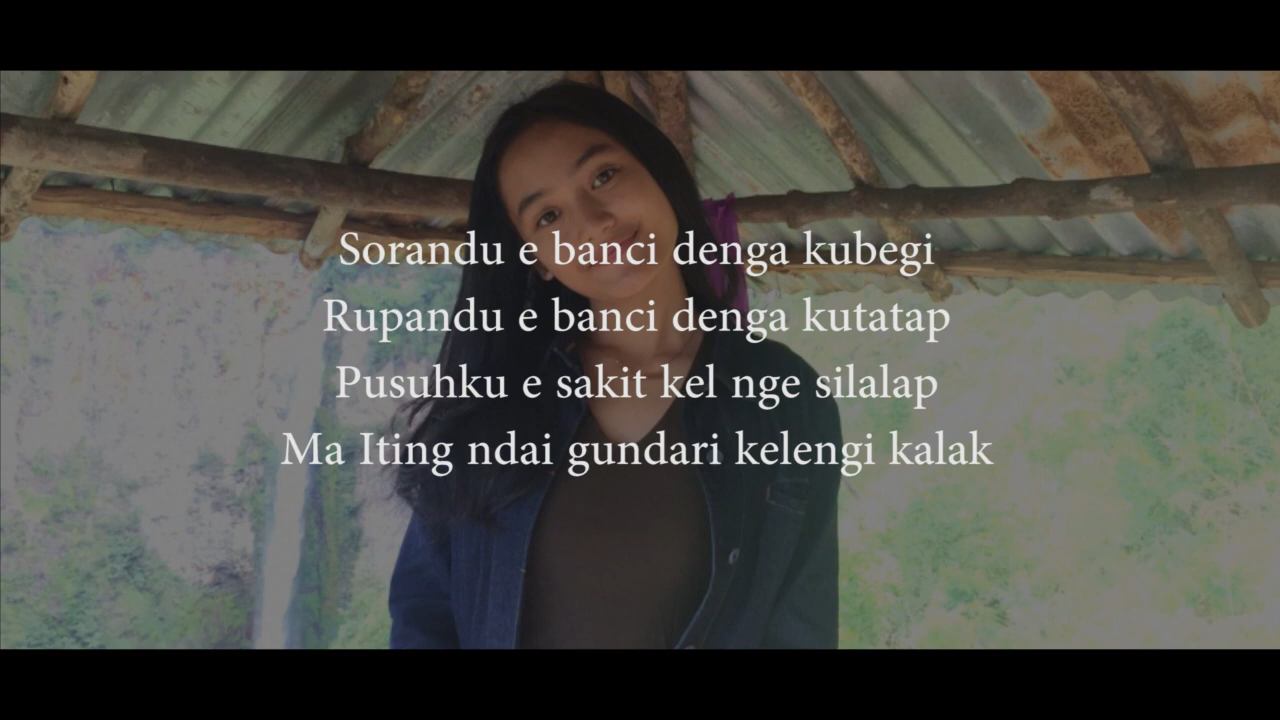 Sorandu e banci denga kubegi
Rupandu e banci denga kutatap
Pusuhku e sakit kel nge silalap
Ma Iting ndai gundari kelengi kalak